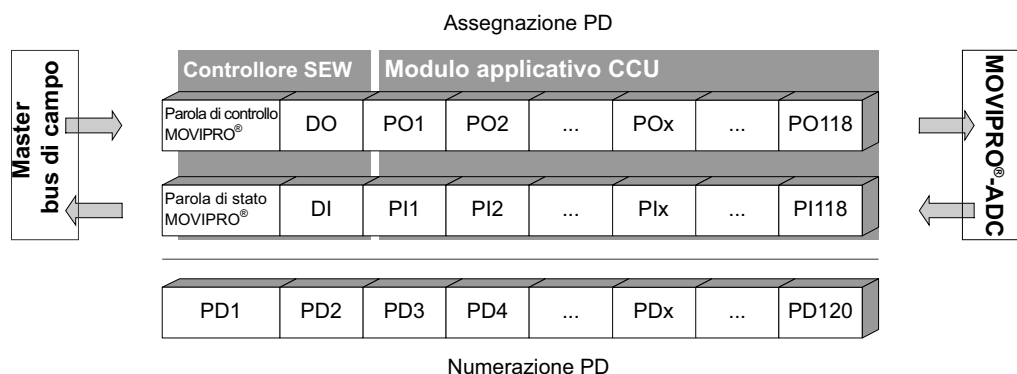 Assegnazione PD
Master
bus di campo
Controllore SEW
Modulo applicativo CCU
Parola di controllo
MOVIPRO®
DO
PO1
PO2
...
POx
...
PO118
Parola di stato
MOVIPRO®
DI
PI1
PI2
...
PIx
...
PI118
MOVIPRO®-ADC
PD1
PD2
PD3
PD4
...
PDx
...
PD120
Numerazione PD